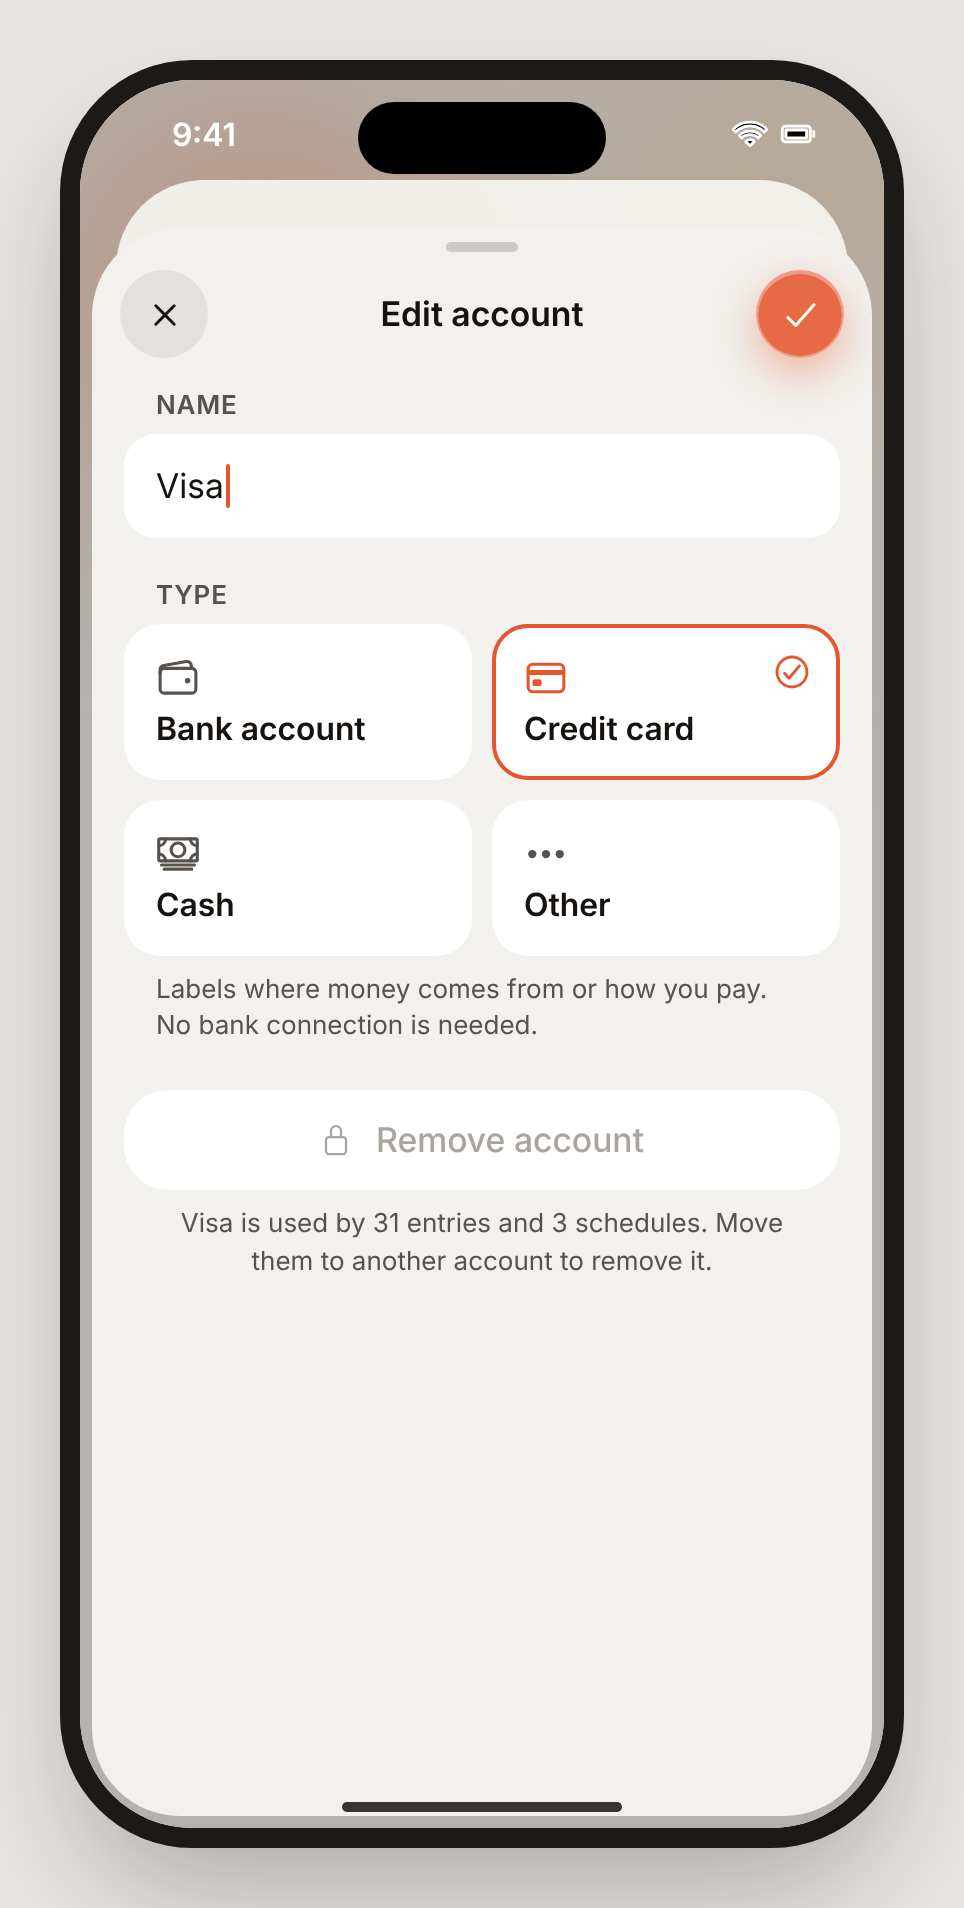 9:41
Edit account
NAME
Visa
TYPE
Bank account
Credit card
Cash
Other
Labels where money comes from or how you pay.
No bank connection is needed.
Remove account
Visa is used by 31 entries and 3 schedules. Move
them to another account to remove it.